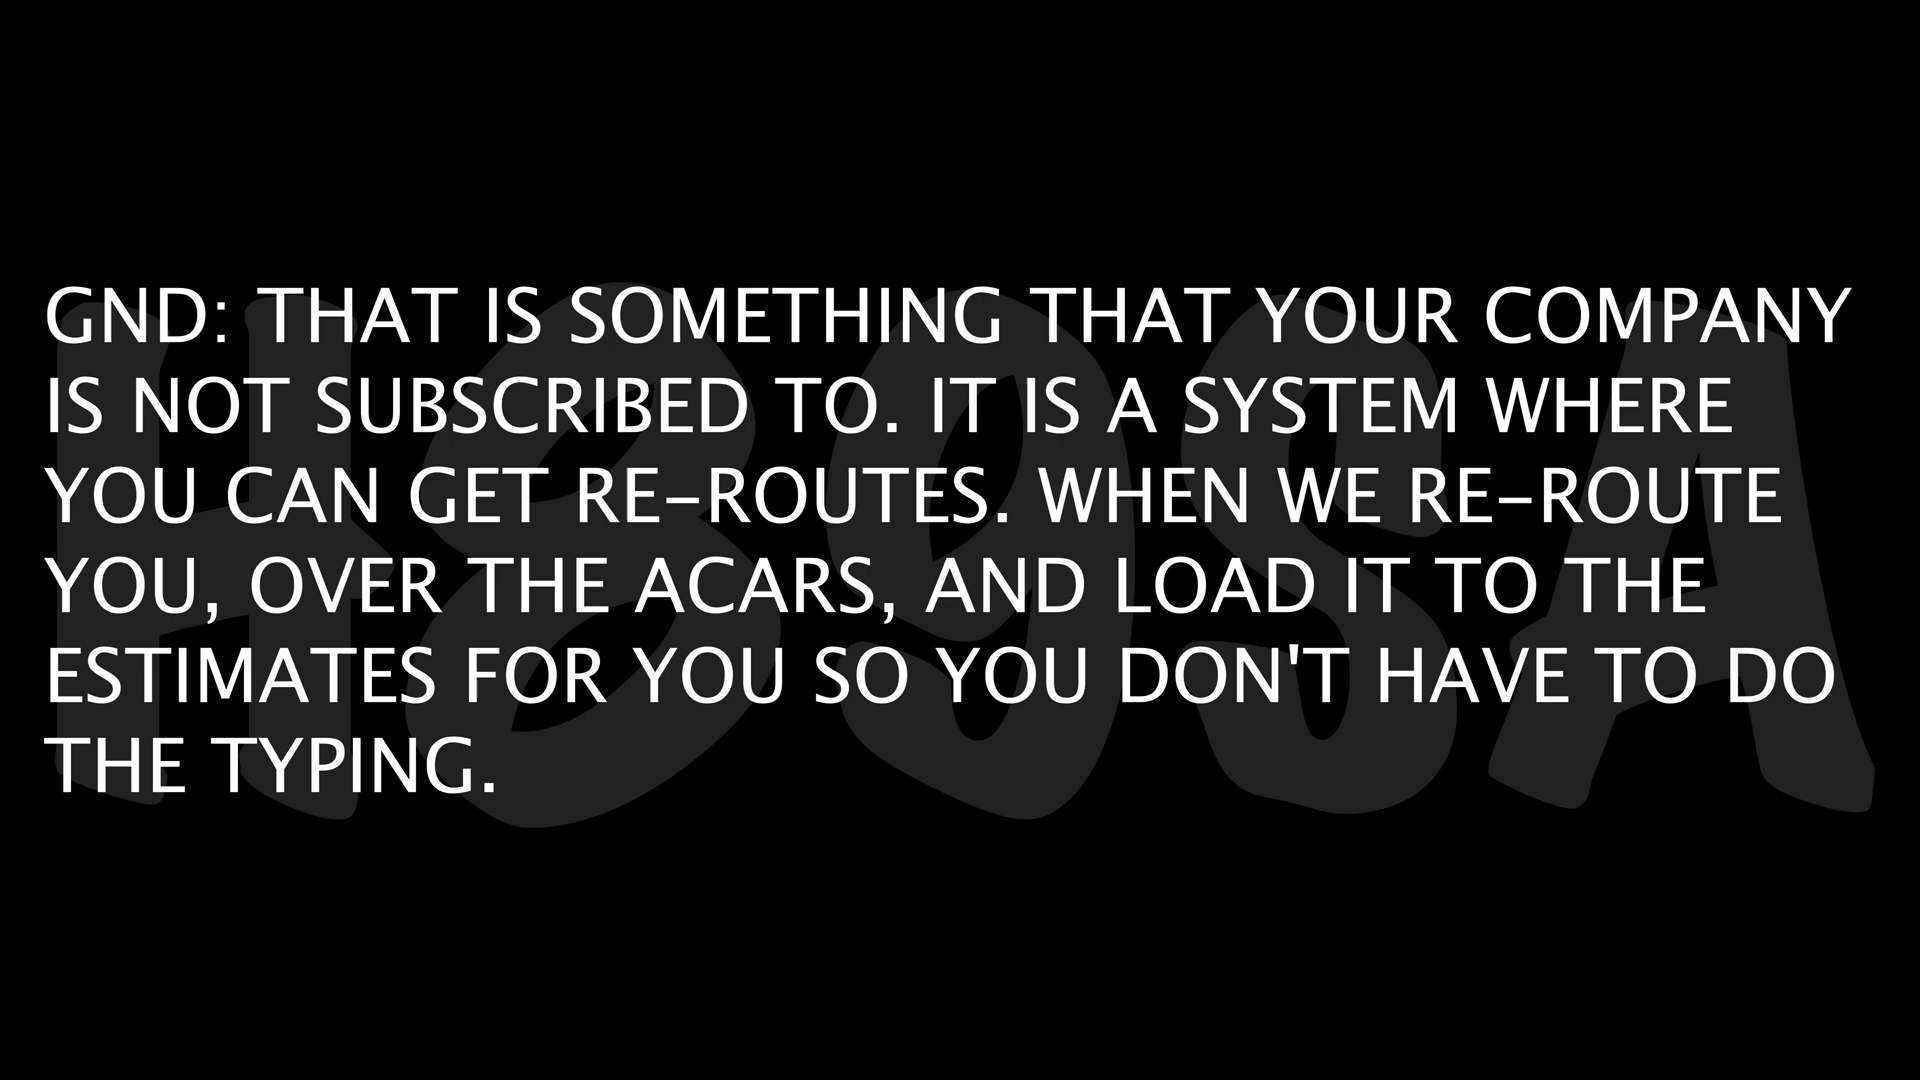 GND: THAT IS SOMETHING THAT YOUR COMPANY
IS NOT SUBSCRIBED TO. IT IS A SYSTEM WHERE
YOU CAN GET RE-ROUTES. WHEN WE RE-ROUTE
YOU, OVER THE ACARS, AND LOAD IT TO THE
ESTIMATES FOR YOU SO YOU DON'T HAVE TO DO
THE TYPING.
H89SA